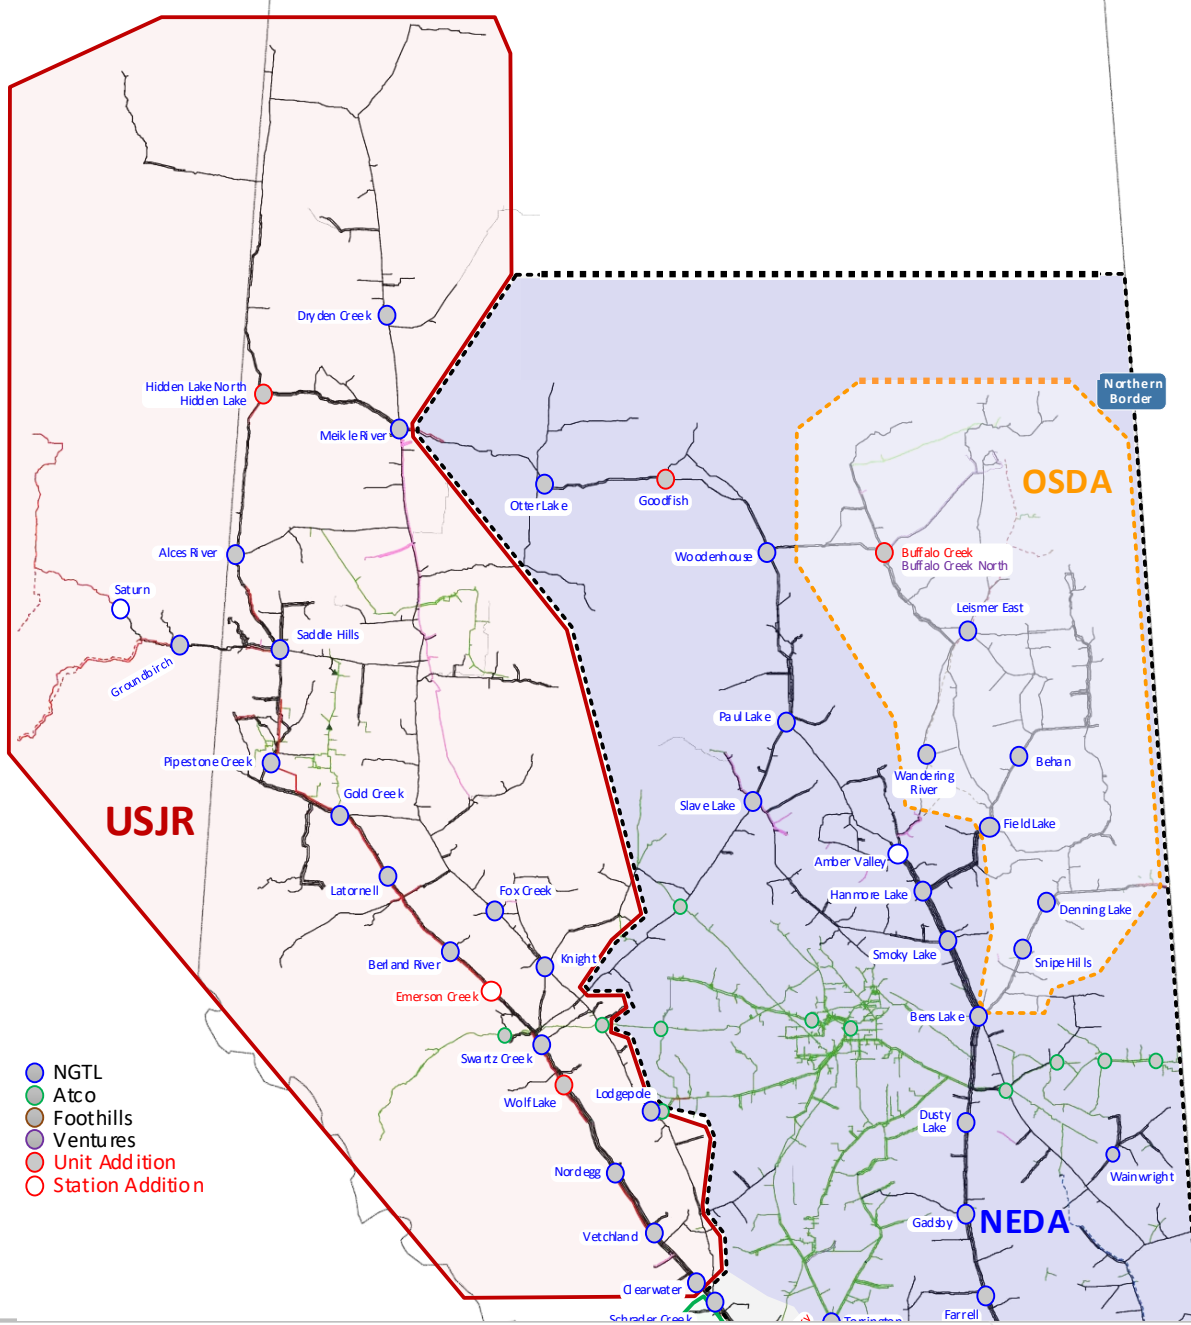 Dryden Creek
Hidden Lake North
Hidden Lake
Northern
Border
Meikle River
OSDA
Otter Lake
Goodfish
Alces River
Woodenhouse
Buffalo Creek
Buffalo Creek North
Saturn
Leismer East
Saddle Hills
Groundbirch
Paul Lake
Pipestone Creek
Wandering
River
Behan
Gold Creek
Slave Lake
USJR
Field Lake
Amber Valley
Latornell
Fox Creek
Hanmore Lake
Denning Lake
Berland River
Knight
Smoky Lake
Snipe Hills
Emerson Creek
Bens Lake
Swartz Creek
NGTL
Atco
Foothills
Ventures
Unit Addition
Station Addition
Wolf Lake
Lodgepole
Dusty
Lake
Nordegg
Wainwright
Gadsby
NEDA
Vetchland
Clearwater
Schrader Creek
Torrington
Farrell